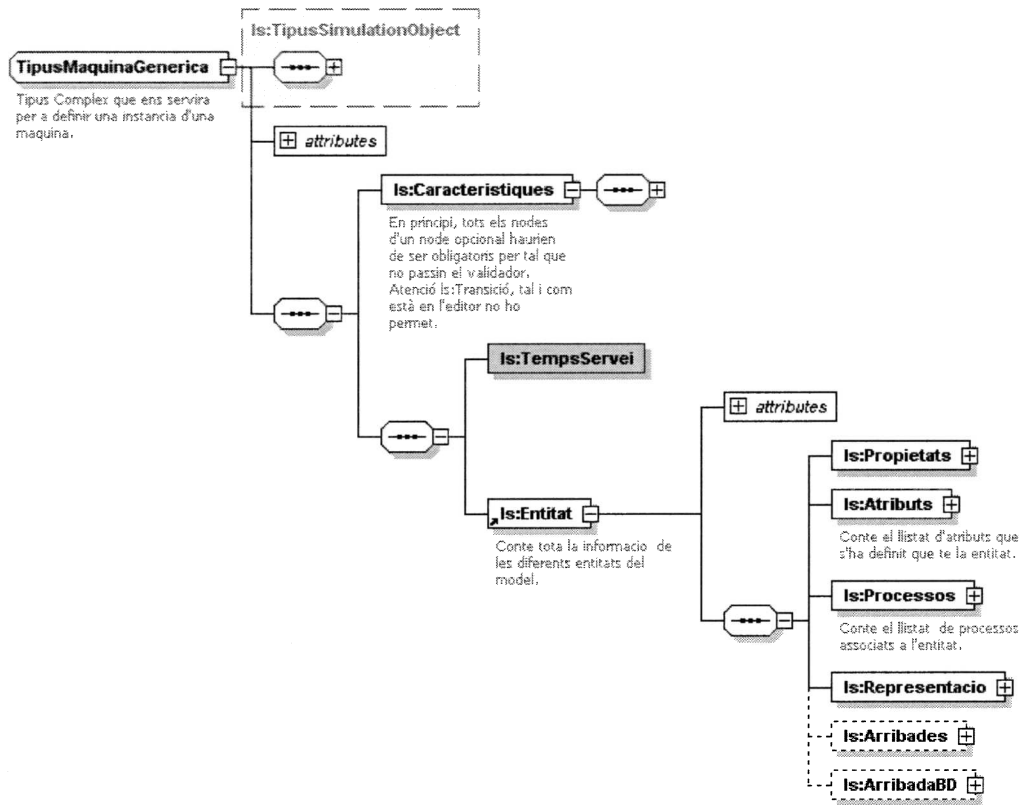 ls:TipusSimulationObject
TipusMaquinaGenerica
Tipus Complex que ens servira
per a definir una instancia d'una
maquina.
attributes
ls:Caracteristiques
En principi, tots els nodes
d'un node opcional haurien
de ser obligatoris per tal que
no passin el validador.
Atenció ls:Transició, tal i com
està en l'editor no ho
permet.
ls:TempsServei
attributes
ls:Propietats
ls:Atributs
Conte el llistat d'atributs que
s'ha definit que te la entitat.
ls:Entitat
Conte tota la informacio de
les diferents entitats del
model.
ls:Processos
Conte el llistat de processos
associats a l'entitat.
ls:Representacio
ls:Arribades
ls:ArribadaBD